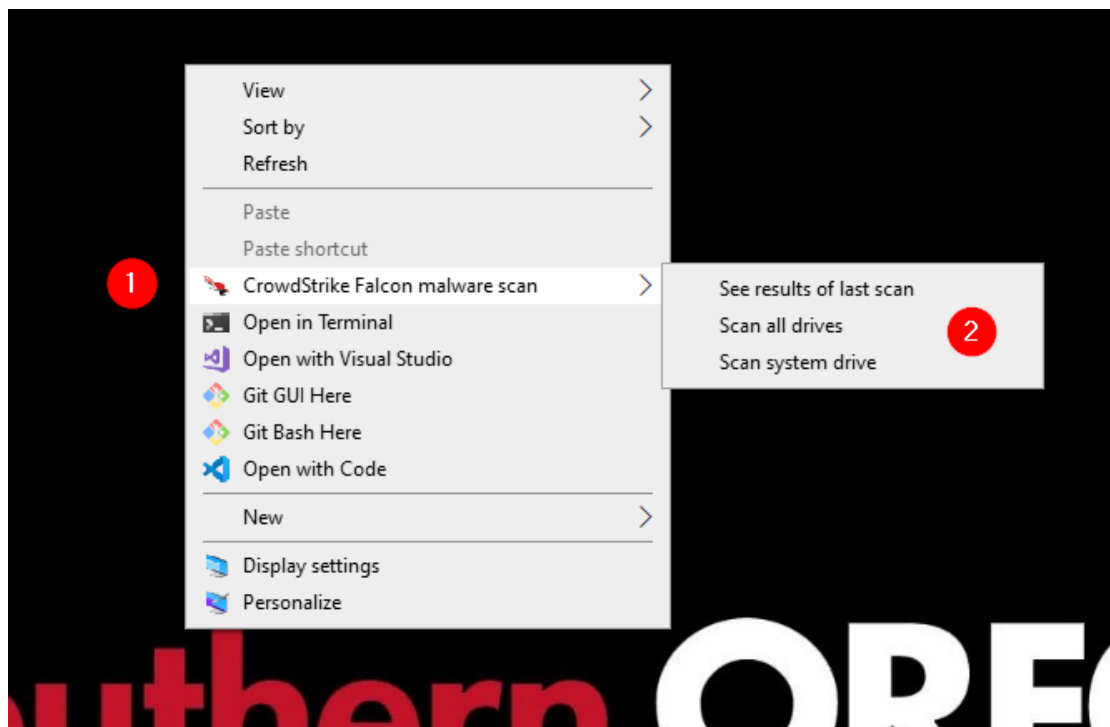 View
Sort by
Refresh
Paste
Paste shortcut
1
CrowdStrike Falcon malware scan
See results of last scan
Scan all drives
2
Scan system drive
Open in Terminal
Open with Visual Studio
Git GUI Here
Git Bash Here
Open with Code
New
Display settings
Personalize
outhern ORE